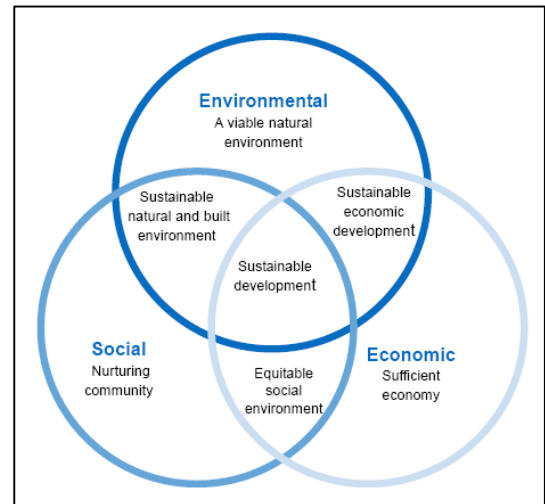 Environmental
A viable natural
environment
Sustainable
natural and built
environment
Sustainable
economic
development
Sustainable
development
Social
Nurturing
community
Equitable
social
environment
Economic
Sufficient
economy